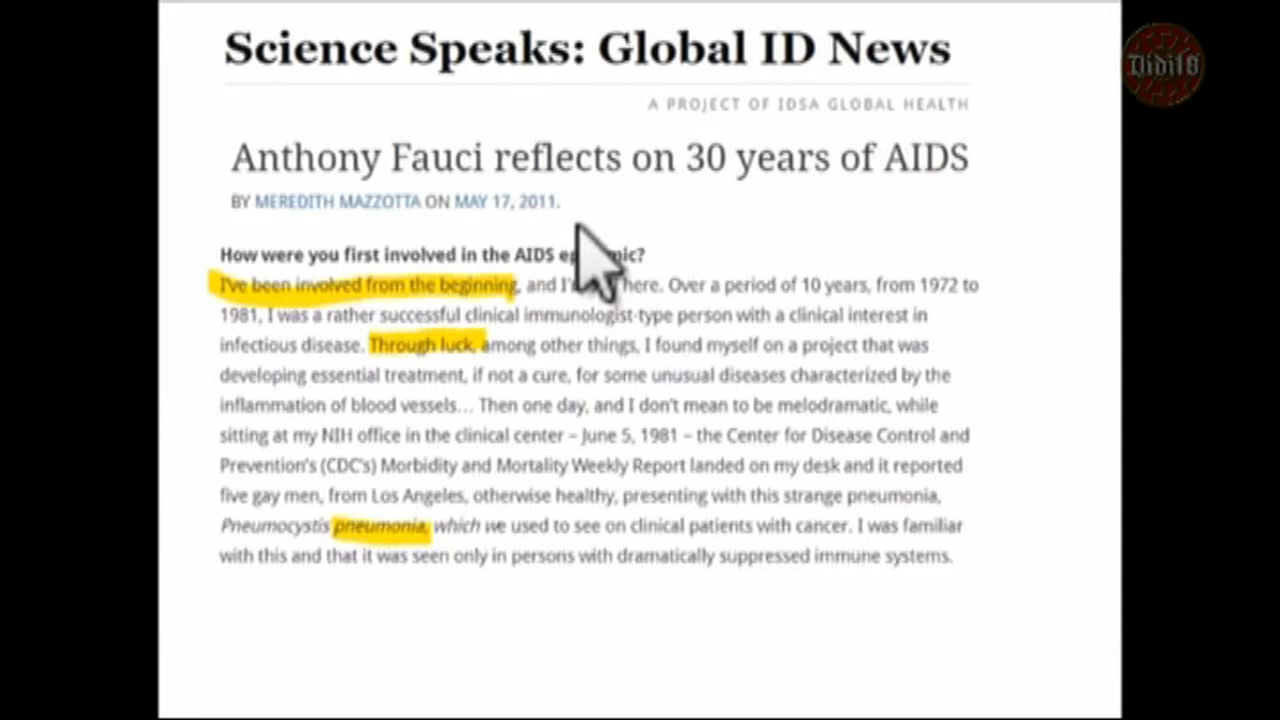 Science Speaks: Global ID News
Didi18
A PROJECT OF IDSA GLOBAL HEALTH
Anthony Fauci reflects on 30 years of AIDS
BY MEREDITH MAZZOTTA ON MAY 17, 2011.
How were you first involved in the AIDS
I've been involved from the beginning, and here. Over a period of 10 years, from 1972 to
1981, I was a rather successful clinical immunologist-type person with a clinical interest in
infectious disease. Through luck, among other things, I found myself on a project that was
developing essential treatment, if not a cure, for some unusual diseases characterized by the
inflammation of blood vessels... Then one day, and I don't mean to be melodramatic, while
sitting at my NIH office in the clinical center – June 5, 1981 – the Center for Disease Control and
Prevention's (CDC's) Morbidity and Mortality Weekly Report landed on my desk and it reported
five gay men, from Los Angeles, otherwise healthy, presenting with this strange pneumonia,
Pneumocystis pneumonia, which we used to see on clinical patients with cancer. I was familiar
with this and that it was seen only in persons with dramatically suppressed immune systems.